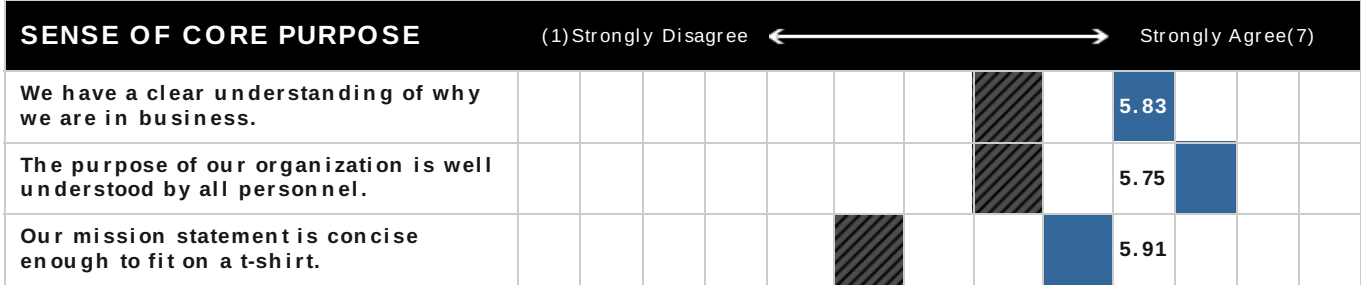 SENSE OF CORE PURPOSE (1)Strongly Disagree Strongly Agree(7)
We have a clear understanding of why
we are in business.
5.83
The purpose of our organization is well
understood by all personnel.
5.75
Our mission statement is concise
enough to fit on a t-shirt.
5.91